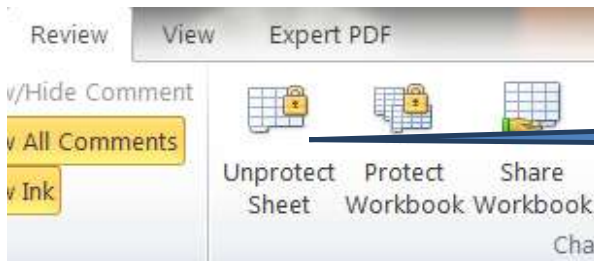 Review View Expert PDF
w/Hide Comment
w All Comments
w Ink
Unprotect Sheet
Protect Workbook
Share Workbook
Cha